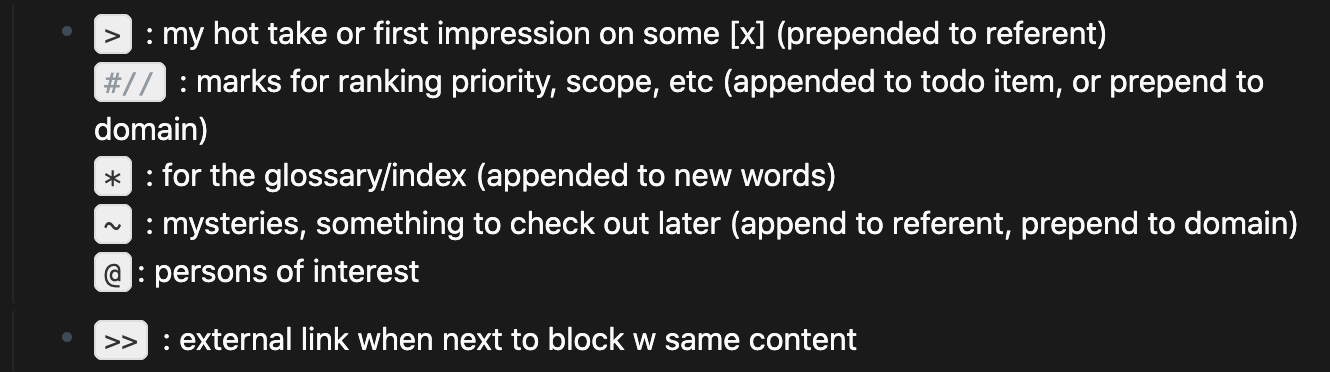 > : my hot take or first impression on some [x] (prepended to referent)
#// : marks for ranking priority, scope, etc (appended to todo item, or prepend to
domain)
* : for the glossary/index (appended to new words)
~ : mysteries, something to check out later (append to referent, prepend to domain)
@ : persons of interest
>> : external link when next to block w same content